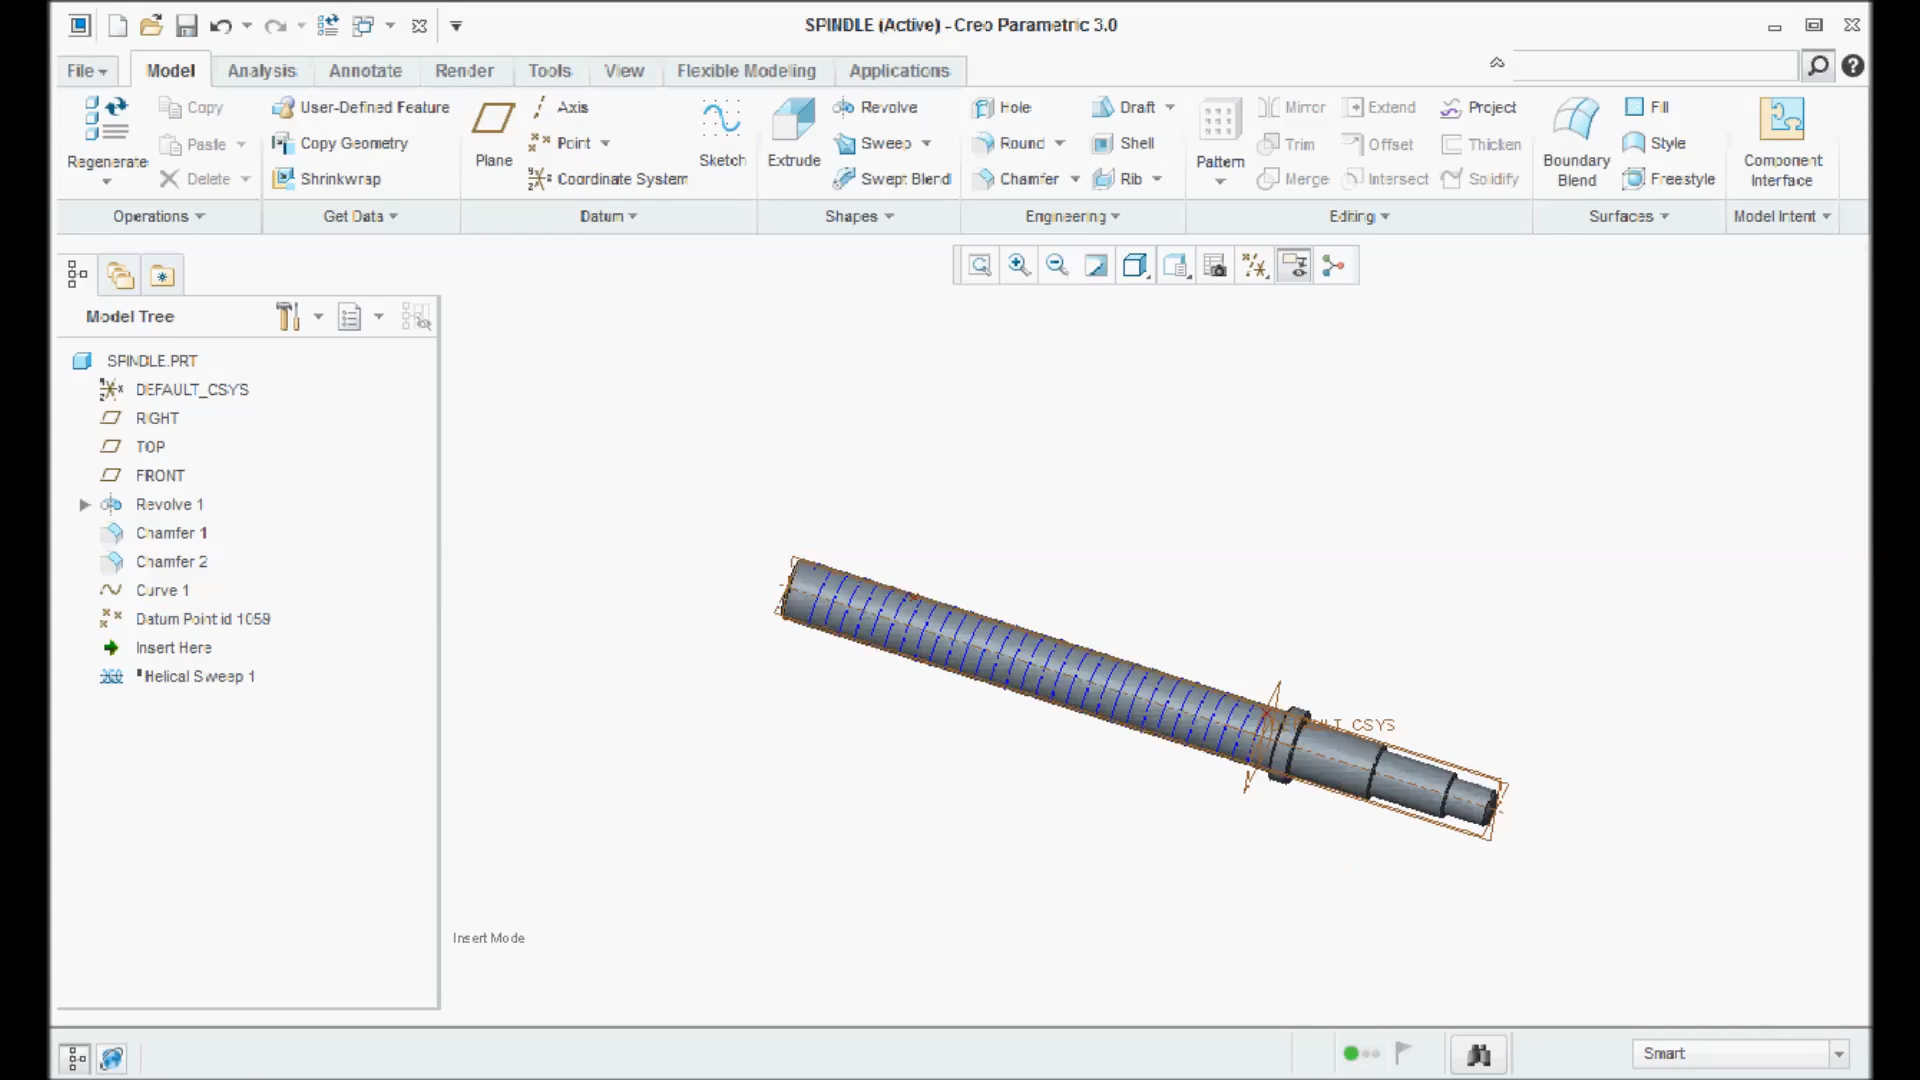 SPINDLE (Active) - Creo Parametric 3.0
File Model Analysis Annotate Render Tools View Flexible Modeling Applications
Regenerate Copy Paste Delete
User-Defined Feature
Copy Geometry
Shrinkwrap
Plane Axis Point Coordinate System Sketch
Extrude Revolve Sweep Swept Blend
Hole Draft
Round Shell
Chamfer Rib
Pattern Mirror Extend Project
Trim Offset Thicken
Merge Intersect Solidify
Boundary Blend Fill Style Freestyle
Component Interface
Operations Get Data Datum Shapes Engineering Editing Surfaces Model Intent
Model Tree
SPINDLE.PRT
DEFAULT_CSYS
RIGHT
TOP
FRONT
Revolve 1
Chamfer 1
Chamfer 2
Curve 1
Datum Point id 1059
Insert Here
Helical Sweep 1
Insert Mode
Smart